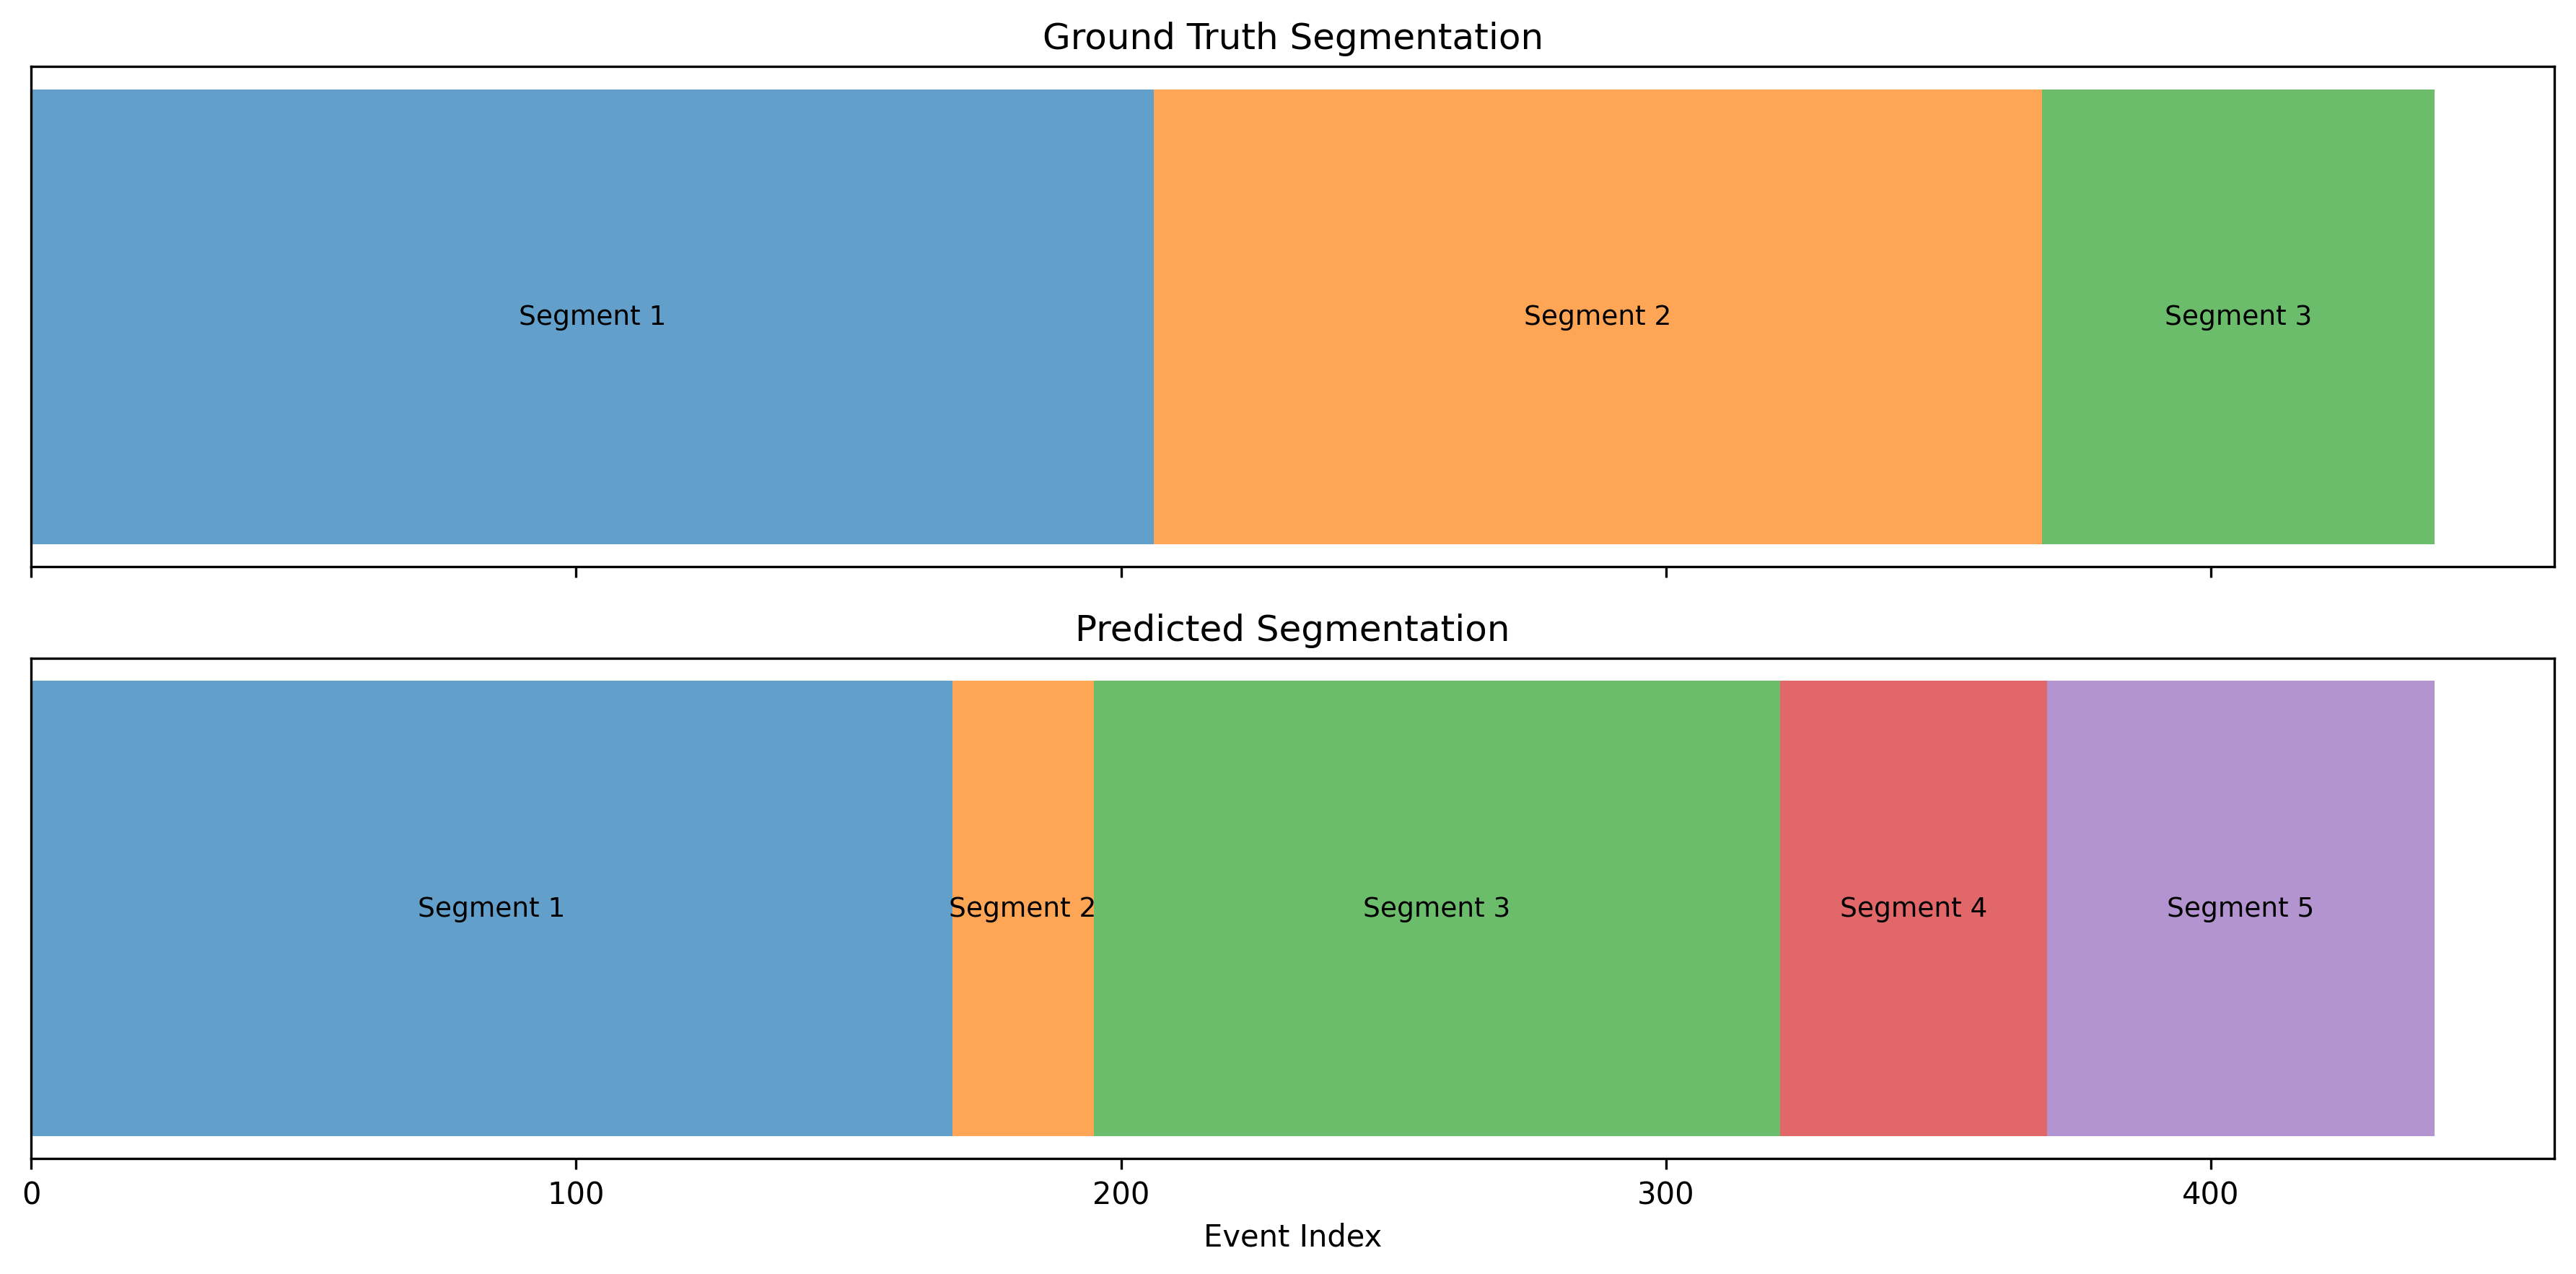 Ground Truth Segmentation
Segment 1
Segment 2
Segment 3
Predicted Segmentation
Segment 1
Segment 2
Segment 3
Segment 4
Segment 5
0
100
200
300
400
Event Index